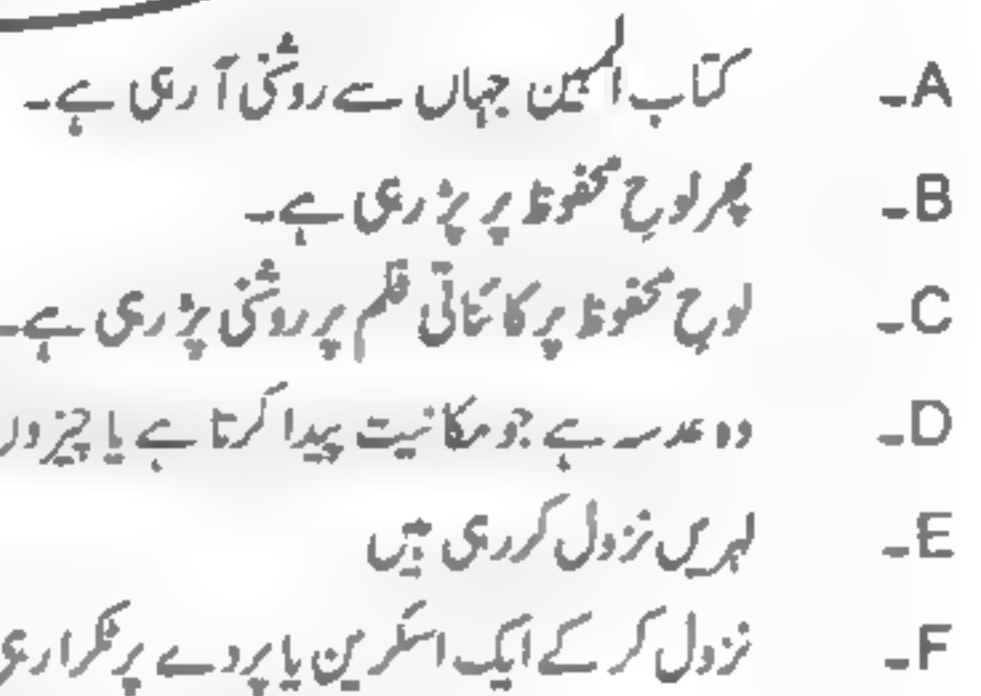 A۔ کتاب المبین جہاں سے روشنی آ رہی ہے۔
B۔ پھر لوح محفوظ پر پڑ رہی ہے۔
C۔ لوح محفوظ پر کائناتی فلم پر روشنی پڑ رہی ہے۔
D۔ وہ عدسہ ہے جو مکانیت پیدا کرتا ہے یا چیزوں
E۔ لہریں نزول کر رہی ہیں
F۔ نزول کر کے ایک اسکرین یا پردے پر ٹکرا رہی